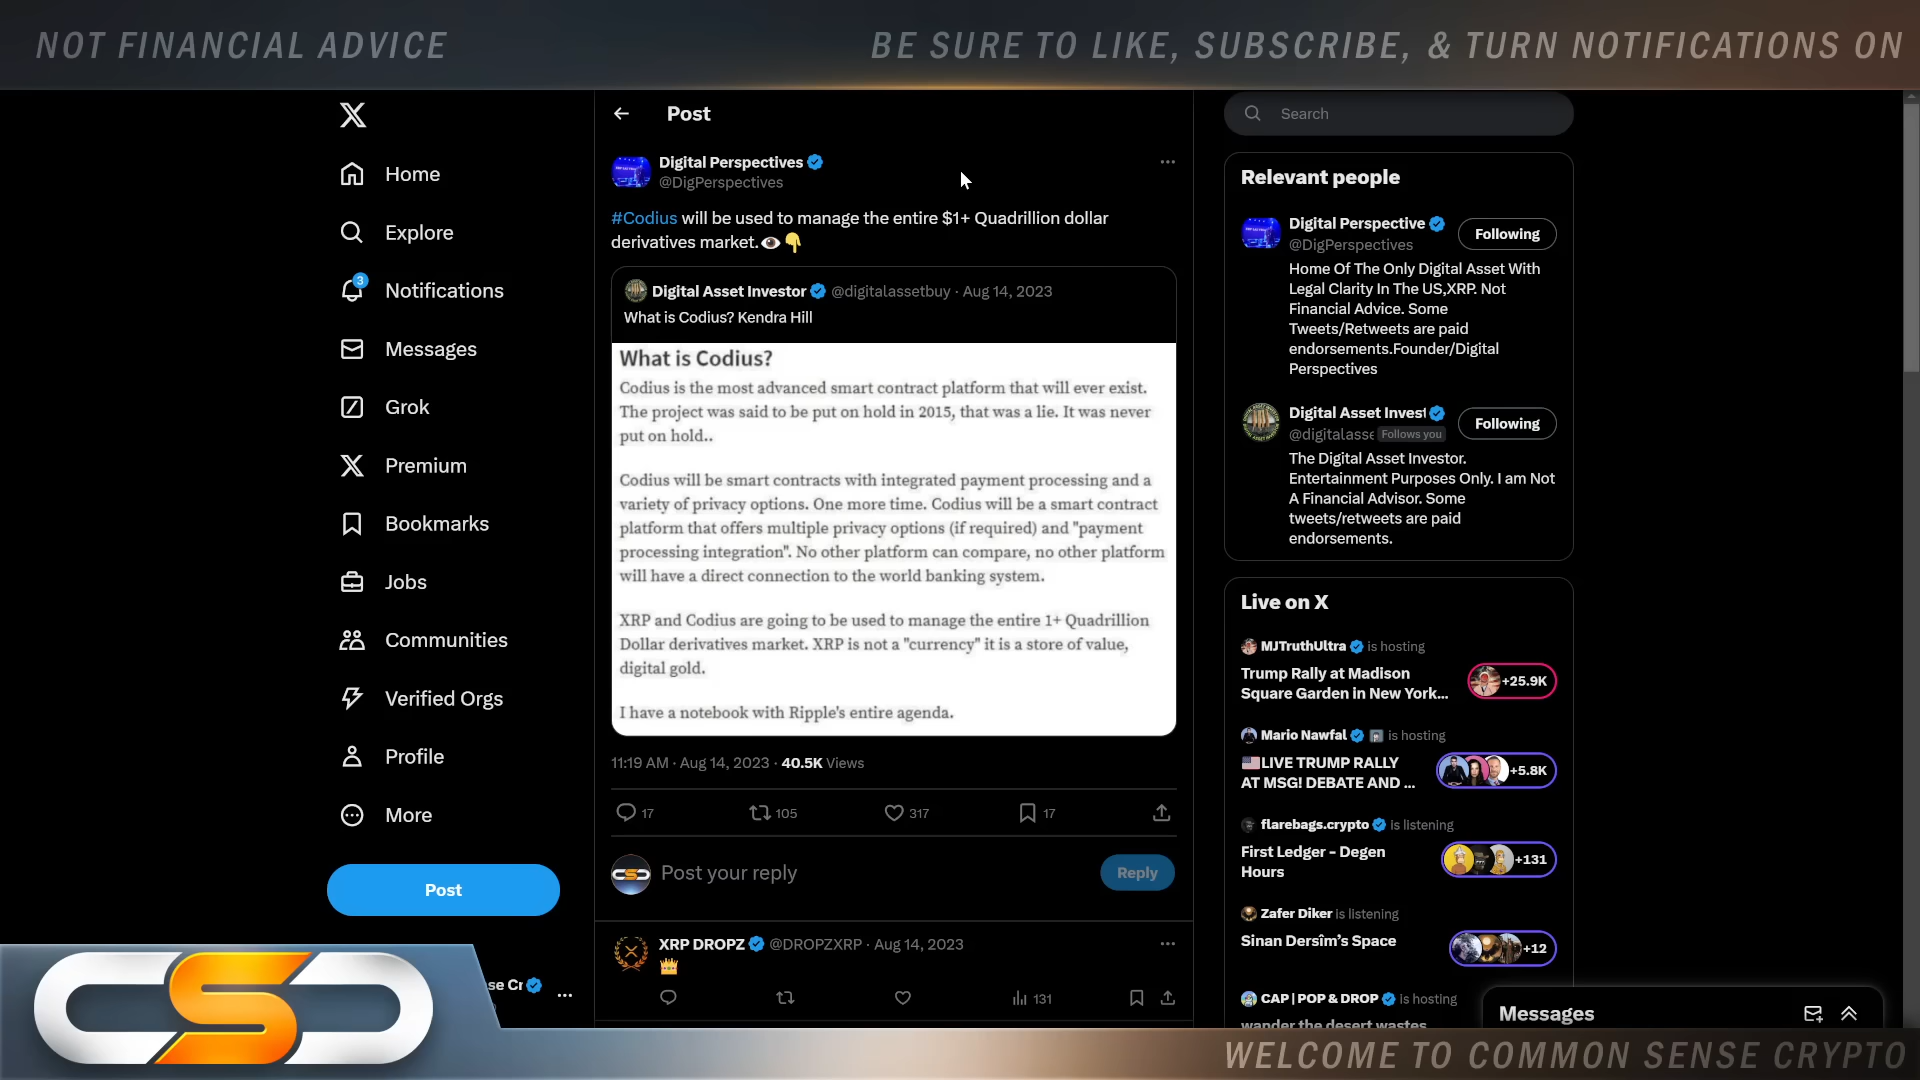 NOT FINANCIAL ADVICE
BE SURE TO LIKE, SUBSCRIBE, & TURN NOTIFICATIONS ON
Home
Explore
3
Notifications
Messages
Grok
Premium
Bookmarks
Jobs
Communities
Verified Orgs
Profile
More
Post
se Cr
Post
Digital Perspectives
@DigPerspectives
#Codius will be used to manage the entire $1+ Quadrillion dollar
derivatives market.👁️👇
Digital Asset Investor @digitalassetbuy · Aug 14, 2023
What is Codius? Kendra Hill
What is Codius?
Codius is the most advanced smart contract platform that will ever exist.
The project was said to be put on hold in 2015, that was a lie. It was never
put on hold..
Codius will be smart contracts with integrated payment processing and a
variety of privacy options. One more time. Codius will be a smart contract
platform that offers multiple privacy options (if required) and "payment
processing integration". No other platform can compare, no other platform
will have a direct connection to the world banking system.
XRP and Codius are going to be used to manage the entire 1+ Quadrillion
Dollar derivatives market. XRP is not a "currency" it is a store of value,
digital gold.
I have a notebook with Ripple's entire agenda.
11:19 AM · Aug 14, 2023 · 40.5K Views
17 105 317 17
Post your reply
Reply
XRP DROPZ @DROPZXRP · Aug 14, 2023
👑
131
Search
Relevant people
Digital Perspective
@DigPerspectives
Following
Home Of The Only Digital Asset With
Legal Clarity In The US,XRP. Not
Financial Advice. Some
Tweets/Retweets are paid
endorsements.Founder/Digital
Perspectives
Digital Asset Invest
@digitalasse Follows you
Following
The Digital Asset Investor.
Entertainment Purposes Only. I am Not
A Financial Advisor. Some
tweets/retweets are paid
endorsements.
Live on X
MJTruthUltra is hosting
Trump Rally at Madison
Square Garden in New York...
+25.9K
Mario Nawfal is hosting
🇺🇸LIVE TRUMP RALLY
AT MSG! DEBATE AND ...
+5.8K
flarebags.crypto is listening
First Ledger - Degen
Hours
+131
Zafer Diker is listening
Sinan Dersîm's Space
+12
CAP | POP & DROP is hosting
wander the desert wastes
Messages
CSC
WELCOME TO COMMON SENSE CRYPTO